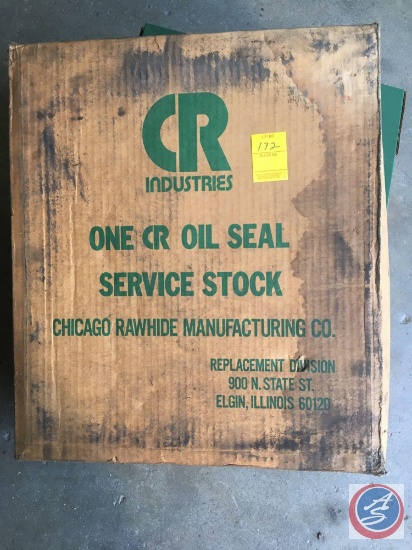 CR
INDUSTRIES
172
ONE CR OIL SEAL
SERVICE STOCK
CHICAGO RAWHIDE MANUFACTURING CO.
REPLACEMENT DIVISION
900 N. STATE ST.
ELGIN, ILLINOIS 60120
AS